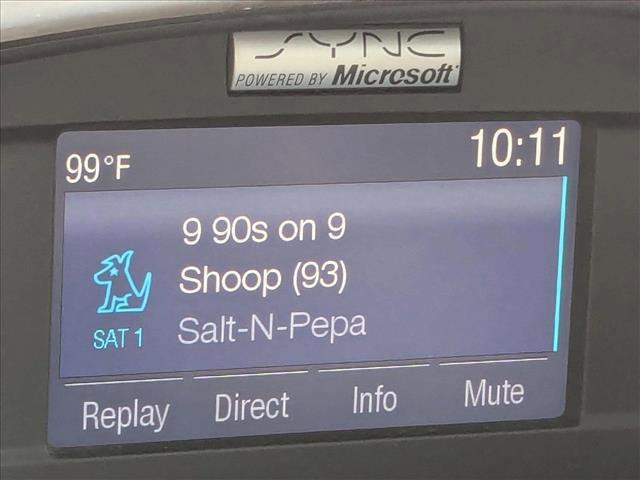 SYNC
POWERED BY Microsoft
99°F
10:11
9 90s on 9
Shoop (93)
SAT 1
Salt-N-Pepa
Replay
Direct
Info
Mute